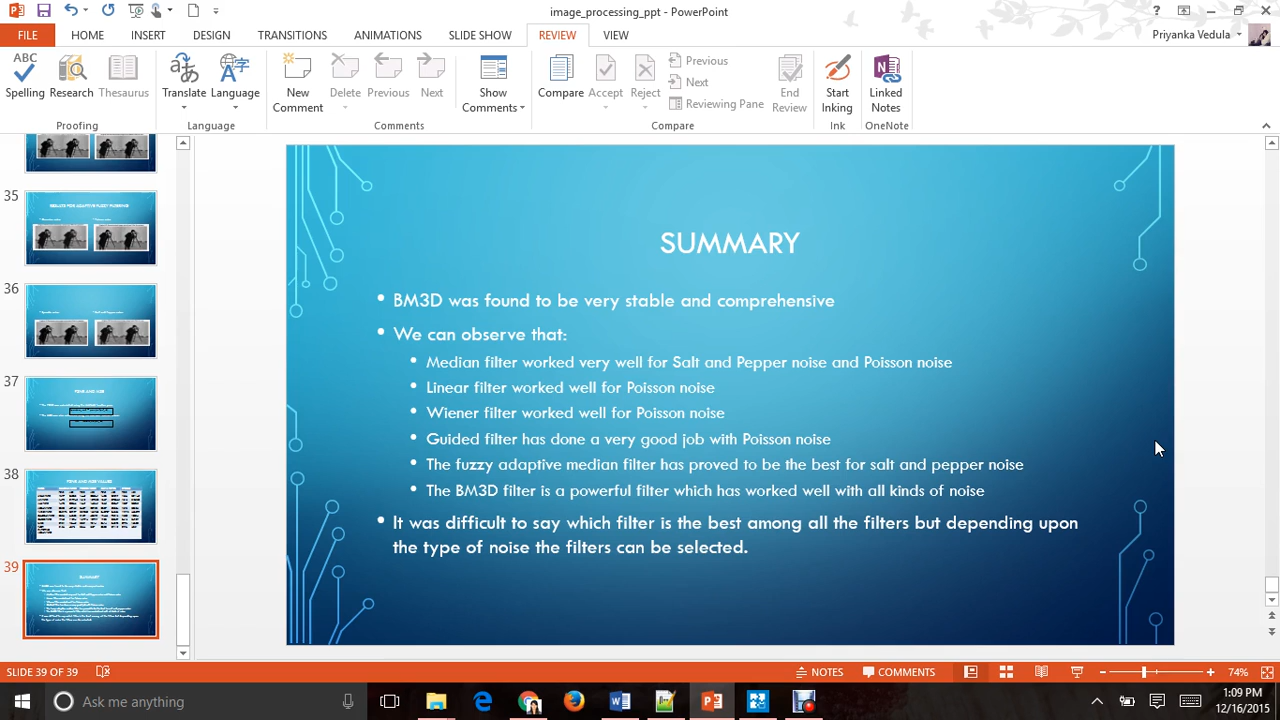 image_processing_ppt - PowerPoint
FILE HOME INSERT DESIGN TRANSITIONS ANIMATIONS SLIDE SHOW REVIEW VIEW Priyanka Vedula
ABC
Spelling Research Thesaurus Translate Language New Comment Delete Previous Next Show Comments Compare Accept Reject Previous Next Reviewing Pane End Review Start Inking Linked Notes
Proofing Language Comments Compare Ink OneNote
35
36
37
38
39
SUMMARY
• BM3D was found to be very stable and comprehensive
• We can observe that:
• Median filter worked very well for Salt and Pepper noise and Poisson noise
• Linear filter worked well for Poisson noise
• Wiener filter worked well for Poisson noise
• Guided filter has done a very good job with Poisson noise
• The fuzzy adaptive median filter has proved to be the best for salt and pepper noise
• The BM3D filter is a powerful filter which has worked well with all kinds of noise
• It was difficult to say which filter is the best among all the filters but depending upon
the type of noise the filters can be selected.
SLIDE 39 OF 39 NOTES COMMENTS 74%
Ask me anything
1:09 PM
12/16/2015